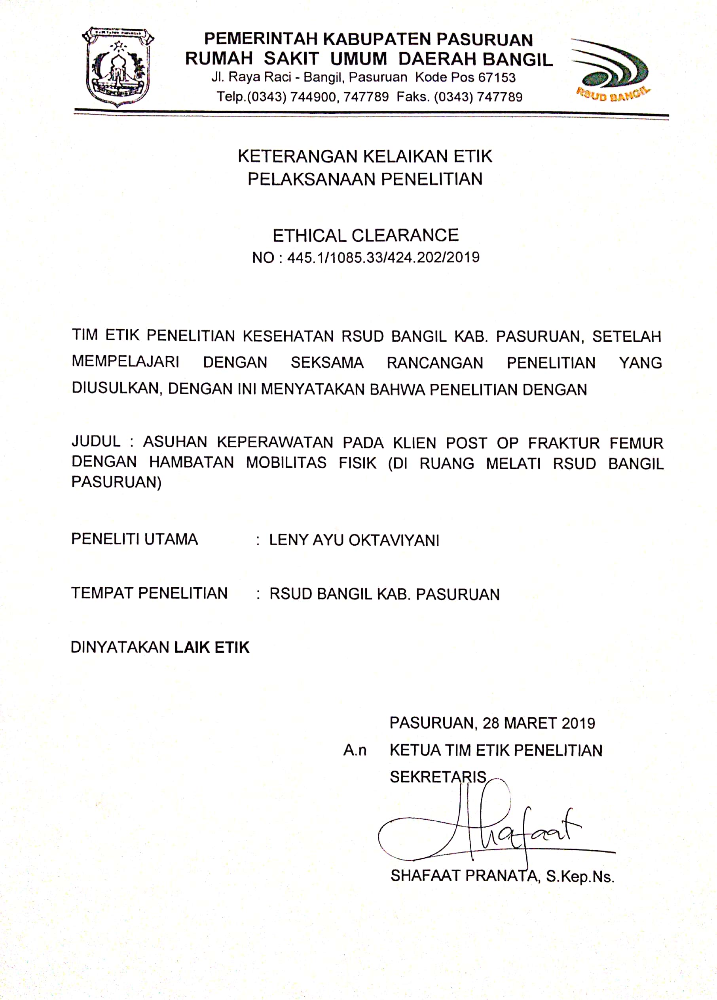 PEMERINTAH KABUPATEN PASURUAN
RUMAH SAKIT UMUM DAERAH BANGIL
Jl. Raya Raci - Bangil, Pasuruan Kode Pos 67153
Telp.(0343) 744900, 747789 Faks. (0343) 747789
RSUD BANGIL
KETERANGAN KELAIKAN ETIK
PELAKSANAAN PENELITIAN
ETHICAL CLEARANCE
NO : 445.1/1085.33/424.202/2019
TIM ETIK PENELITIAN KESEHATAN RSUD BANGIL KAB. PASURUAN, SETELAH
MEMPELAJARI DENGAN SEKSAMA RANCANGAN PENELITIAN YANG
DIUSULKAN, DENGAN INI MENYATAKAN BAHWA PENELITIAN DENGAN
JUDUL : ASUHAN KEPERAWATAN PADA KLIEN POST OP FRAKTUR FEMUR
DENGAN HAMBATAN MOBILITAS FISIK (DI RUANG MELATI RSUD BANGIL
PASURUAN)
PENELITI UTAMA : LENY AYU OKTAVIYANI
TEMPAT PENELITIAN : RSUD BANGIL KAB. PASURUAN
DINYATAKAN LAIK ETIK
PASURUAN, 28 MARET 2019
A.n KETUA TIM ETIK PENELITIAN
SEKRETARIS
Shafaat
SHAFAAT PRANATA, S.Kep.Ns.